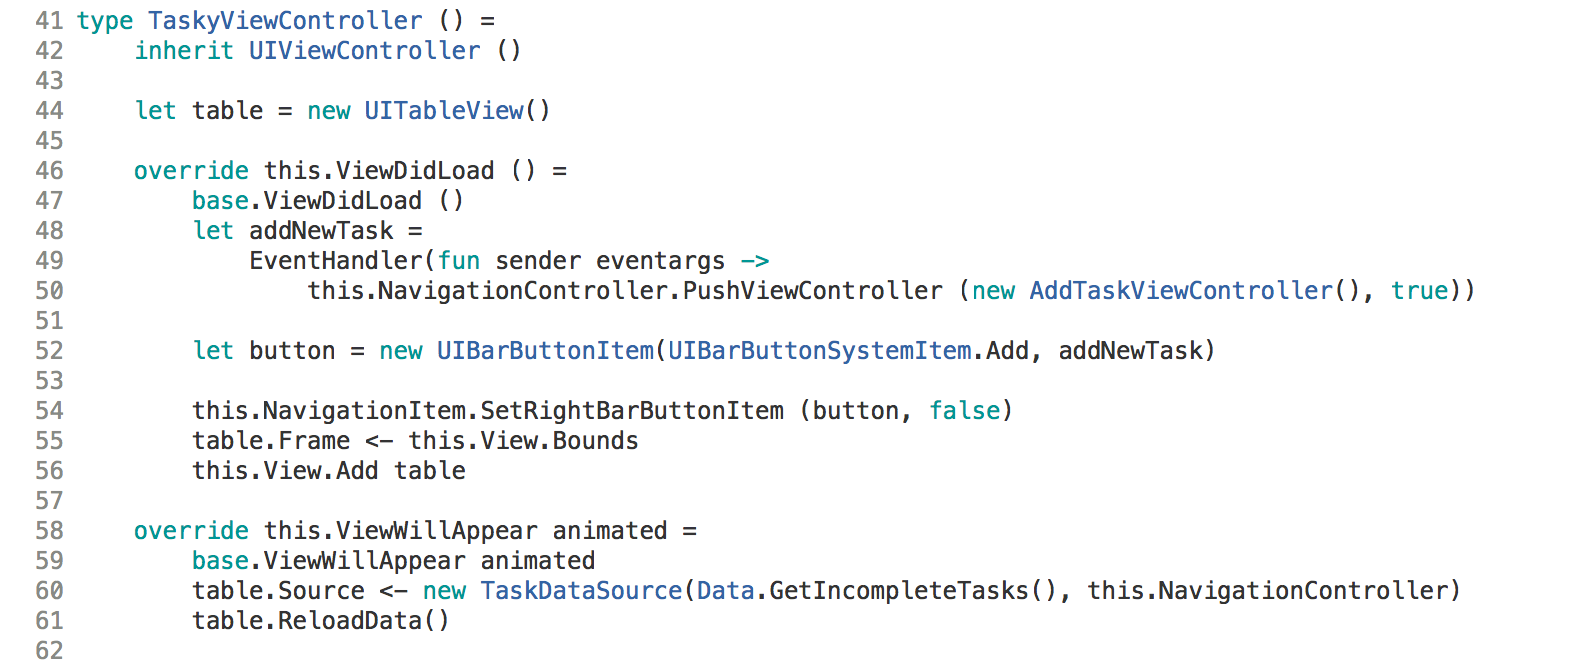 41 type TaskyViewController () =
42     inherit UIViewController ()
43
44     let table = new UITableView()
45
46     override this.ViewDidLoad () =
47         base.ViewDidLoad ()
48         let addNewTask =
49             EventHandler(fun sender eventargs ->
50                 this.NavigationController.PushViewController (new AddTaskViewController(), true))
51
52         let button = new UIBarButtonItem(UIBarButtonSystemItem.Add, addNewTask)
53
54         this.NavigationItem.SetRightBarButtonItem (button, false)
55         table.Frame <- this.View.Bounds
56         this.View.Add table
57
58     override this.ViewWillAppear animated =
59         base.ViewWillAppear animated
60         table.Source <- new TaskDataSource(Data.GetIncompleteTasks(), this.NavigationController)
61         table.ReloadData()
62